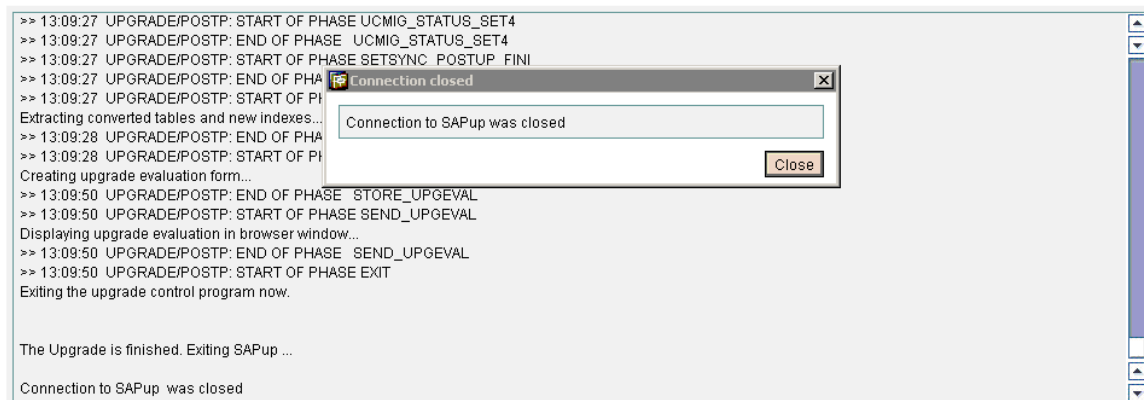 >> 13:09:27 UPGRADE/POSTP: START OF PHASE UCMIG_STATUS_SET4
>> 13:09:27 UPGRADE/POSTP: END OF PHASE UCMIG_STATUS_SET4
>> 13:09:27 UPGRADE/POSTP: START OF PHASE SETSYNC_POSTUP_FINI
>> 13:09:27 UPGRADE/POSTP: END OF PHA
>> 13:09:27 UPGRADE/POSTP: START OF PH
Extracting converted tables and new indexes...
>> 13:09:28 UPGRADE/POSTP: END OF PHA
>> 13:09:28 UPGRADE/POSTP: START OF PH
Creating upgrade evaluation form...
>> 13:09:50 UPGRADE/POSTP: END OF PHASE STORE_UPGEVAL
>> 13:09:50 UPGRADE/POSTP: START OF PHASE SEND_UPGEVAL
Displaying upgrade evaluation in browser window...
>> 13:09:50 UPGRADE/POSTP: END OF PHASE SEND_UPGEVAL
>> 13:09:50 UPGRADE/POSTP: START OF PHASE EXIT
Exiting the upgrade control program now.
The Upgrade is finished. Exiting SAPup ...
Connection to SAPup was closed
Connection closed
Connection to SAPup was closed
Close